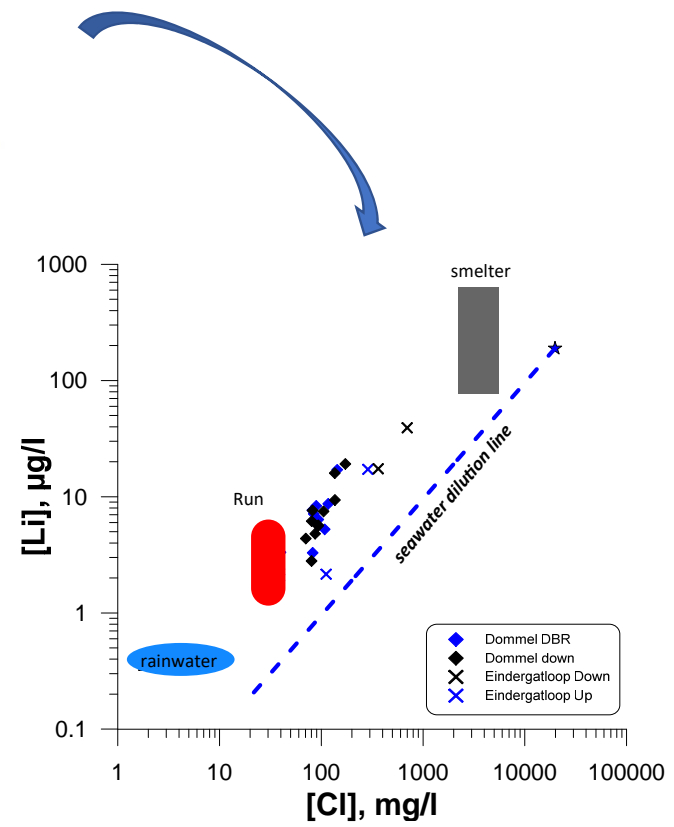 1000
smelter
100
[Li], µg/l
10
Run
seawater dilution line
1
rainwater
Dommel DBR
Dommel down
Eindergatloop Down
Eindergatloop Up
0.1
1
10
100
1000
10000
100000
[Cl], mg/l